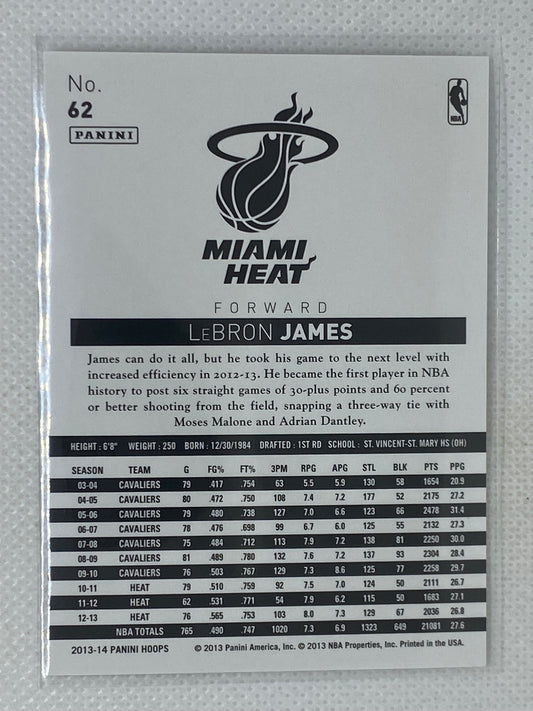 No.
62
PANINI
NBA
MIAMI
HEAT
FORWARD
LeBRON JAMES
James can do it all, but he took his game to the next level with
increased efficiency in 2012-13. He became the first player in NBA
history to post six straight games of 30-plus points and 60 percent
or better shooting from the field, snapping a three-way tie with
Moses Malone and Adrian Dantley.
HEIGHT: 6'8" WEIGHT: 250 BORN: 12/30/1984 DRAFTED: 1ST RD SCHOOL: ST. VINCENT-ST. MARY HS (OH)
SEASON TEAM G FG% FT% 3PM RPG APG STL BLK PTS PPG
03-04 CAVALIERS 79 .417 .754 63 5.5 5.9 130 58 1654 20.9
04-05 CAVALIERS 80 .472 .750 108 7.4 7.2 177 52 2175 27.2
05-06 CAVALIERS 79 .480 .738 127 7.0 6.6 123 66 2478 31.4
06-07 CAVALIERS 78 .476 .698 99 6.7 6.0 125 55 2132 27.3
07-08 CAVALIERS 75 .484 .712 113 7.9 7.2 138 81 2250 30.0
08-09 CAVALIERS 81 .489 .780 132 7.6 7.2 137 93 2304 28.4
09-10 CAVALIERS 76 .503 .767 129 7.3 8.6 125 77 2258 29.7
10-11 HEAT 79 .510 .759 92 7.5 7.0 124 50 2111 26.7
11-12 HEAT 62 .531 .771 54 7.9 6.2 115 50 1683 27.1
12-13 HEAT 76 .565 .753 103 8.0 7.3 129 67 2036 26.8
NBA TOTALS 765 .490 .747 1020 7.3 6.9 1323 649 21081 27.6
2013-14 PANINI HOOPS © 2013 Panini America, Inc. © 2013 NBA Properties, Inc. Printed in the USA.